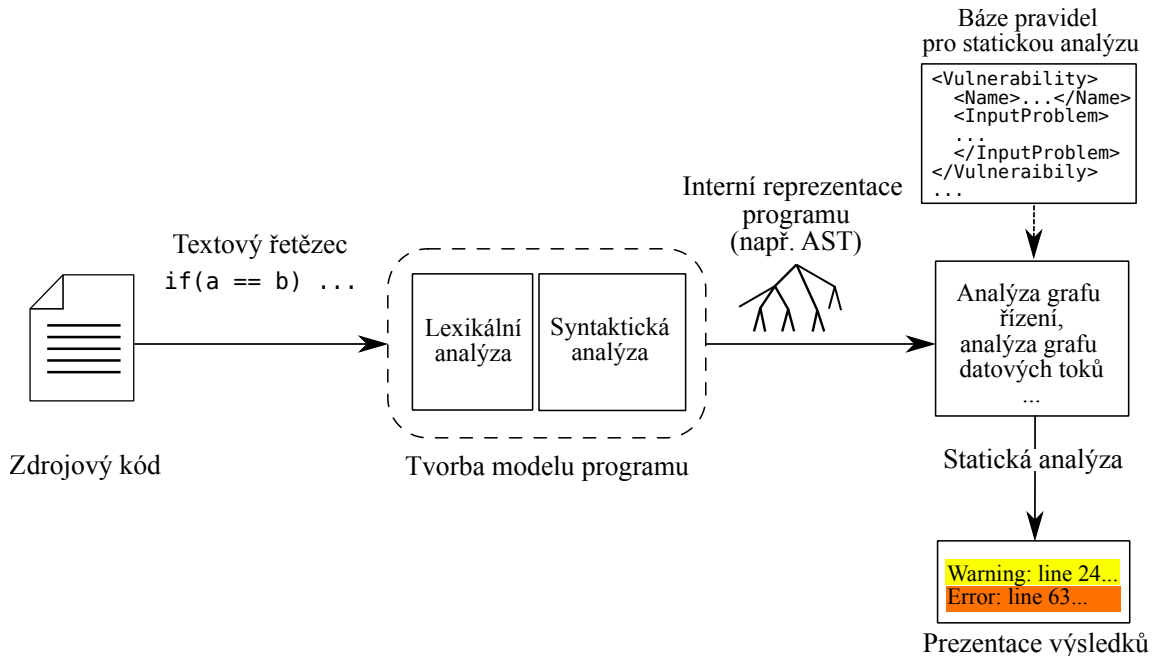 Báze pravidel
pro statickou analýzu
<Vulnerability>
<Name>...</Name>
<InputProblem>
...
</InputProblem>
</Vulneraibily>
...
Interní reprezentace
programu
(např. AST)
Textový řetězec
if(a == b) ...
Lexikální
analýza
Syntaktická
analýza
Analýza grafu
řízení,
analýza grafu
datových toků
...
Zdrojový kód
Tvorba modelu programu
Statická analýza
Warning: line 24...
Error: line 63...
Prezentace výsledků